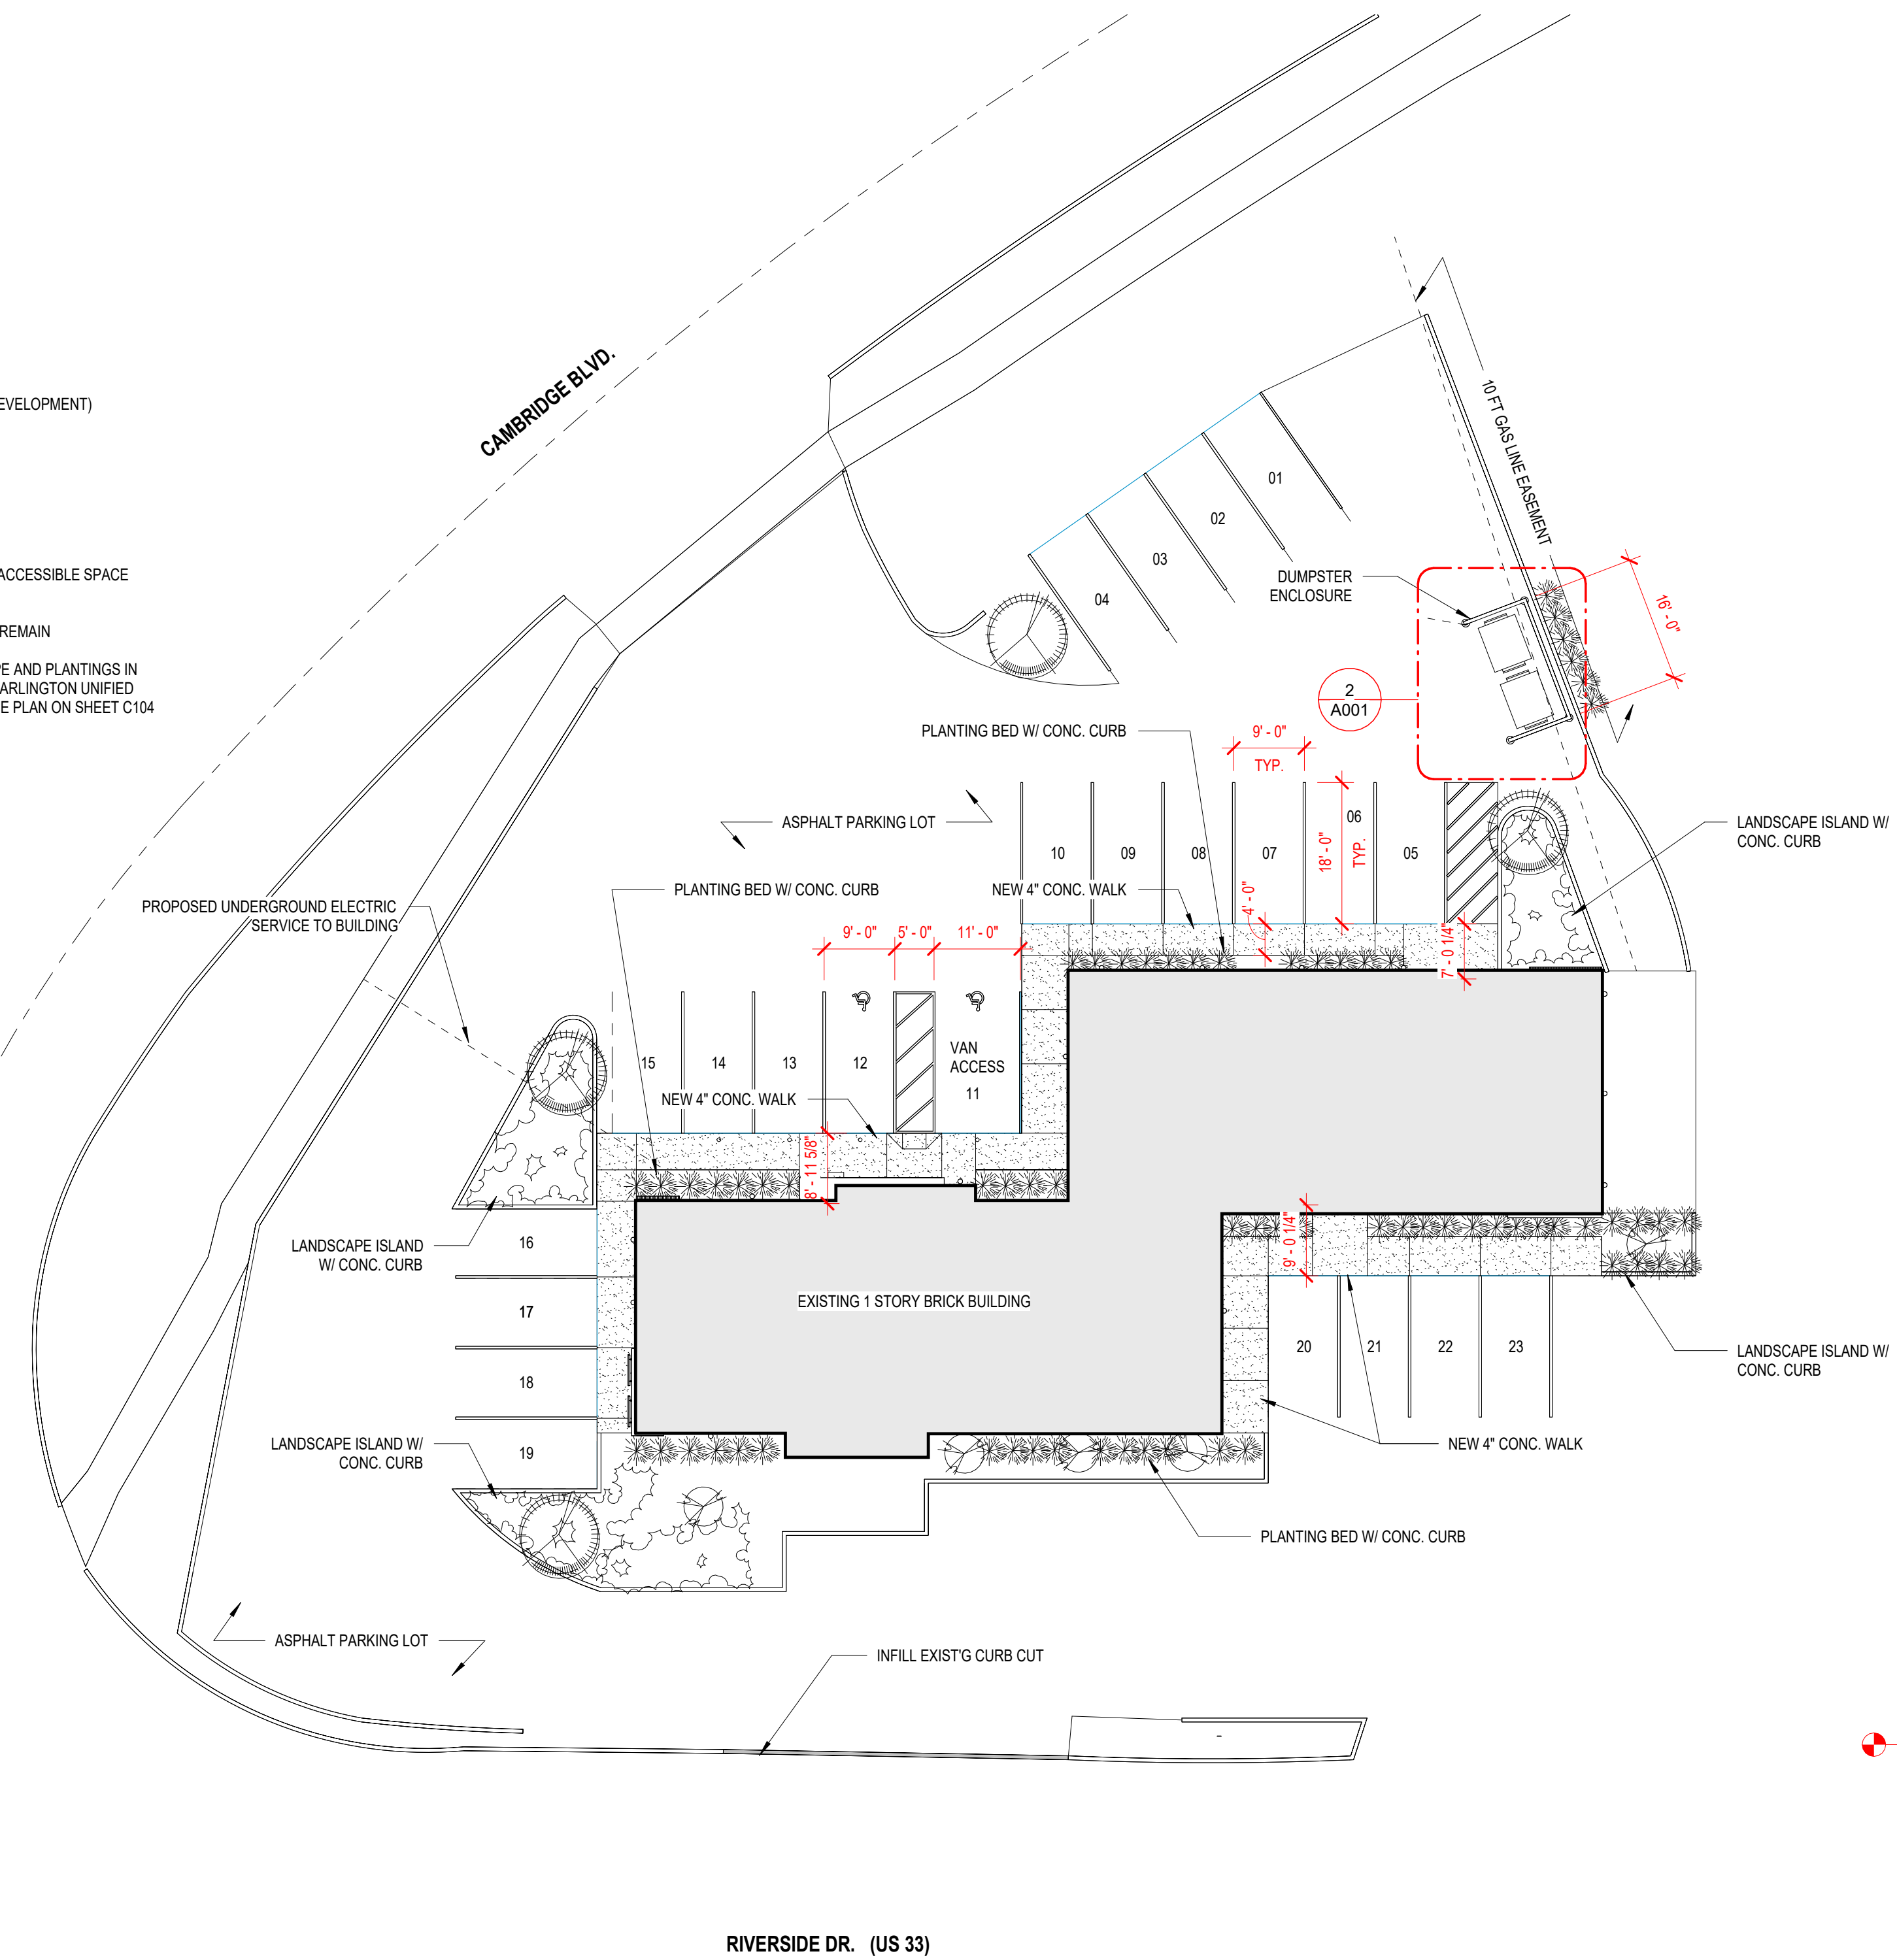 CAMBRIDGE BLVD.
EVELOPMENT)
ACCESSIBLE SPACE
REMAIN
PE AND PLANTINGS IN
ARLINGTON UNIFIED
E PLAN ON SHEET C104
10 FT GAS LINE EASEMENT
01
02
03
04
DUMPSTER
ENCLOSURE
16' - 0"
2
A001
PLANTING BED W/ CONC. CURB
9' - 0"
TYP.
ASPHALT PARKING LOT
18' - 0"
TYP.
06
10
09
08
07
05
LANDSCAPE ISLAND W/
CONC. CURB
PLANTING BED W/ CONC. CURB
NEW 4" CONC. WALK
4' - 0"
PROPOSED UNDERGROUND ELECTRIC
SERVICE TO BUILDING
9' - 0"
5' - 0"
11' - 0"
7' - 0 1/4"
15
14
13
12
VAN
ACCESS
11
NEW 4" CONC. WALK
8' - 11 5/8"
LANDSCAPE ISLAND
W/ CONC. CURB
16
17
18
19
9' - 0 1/4"
EXISTING 1 STORY BRICK BUILDING
20
21
22
23
LANDSCAPE ISLAND W/
CONC. CURB
LANDSCAPE ISLAND W/
CONC. CURB
NEW 4" CONC. WALK
PLANTING BED W/ CONC. CURB
ASPHALT PARKING LOT
INFILL EXIST'G CURB CUT
RIVERSIDE DR. (US 33)